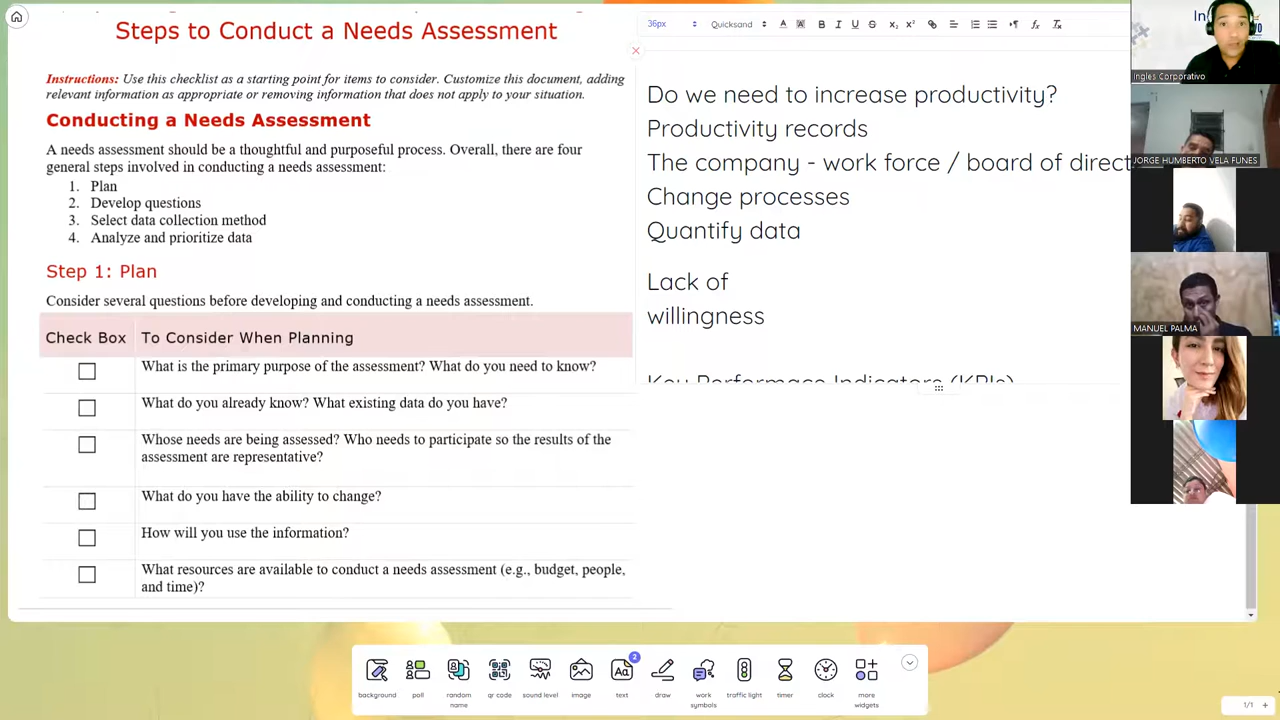 Steps to Conduct a Needs Assessment
Instructions: Use this checklist as a starting point for items to consider. Customize this document, adding
relevant information as appropriate or removing information that does not apply to your situation.
Conducting a Needs Assessment
A needs assessment should be a thoughtful and purposeful process. Overall, there are four
general steps involved in conducting a needs assessment:
1. Plan
2. Develop questions
3. Select data collection method
4. Analyze and prioritize data
Step 1: Plan
Consider several questions before developing and conducting a needs assessment.
Check Box To Consider When Planning
What is the primary purpose of the assessment? What do you need to know?
What do you already know? What existing data do you have?
Whose needs are being assessed? Who needs to participate so the results of the
assessment are representative?
What do you have the ability to change?
How will you use the information?
What resources are available to conduct a needs assessment (e.g., budget, people,
and time)?
36px Quicksand
Do we need to increase productivity?
Productivity records
The company - work force / board of direct
Change processes
Quantify data
Lack of
willingness
Key Performace Indicators (KPIs)
Ingles Corporativo
JORGE HUMBERTO VELA FUNES
MANUEL PALMA
2
background poll random name qr code sound level image text draw work symbols traffic light timer clock more widgets
1/1